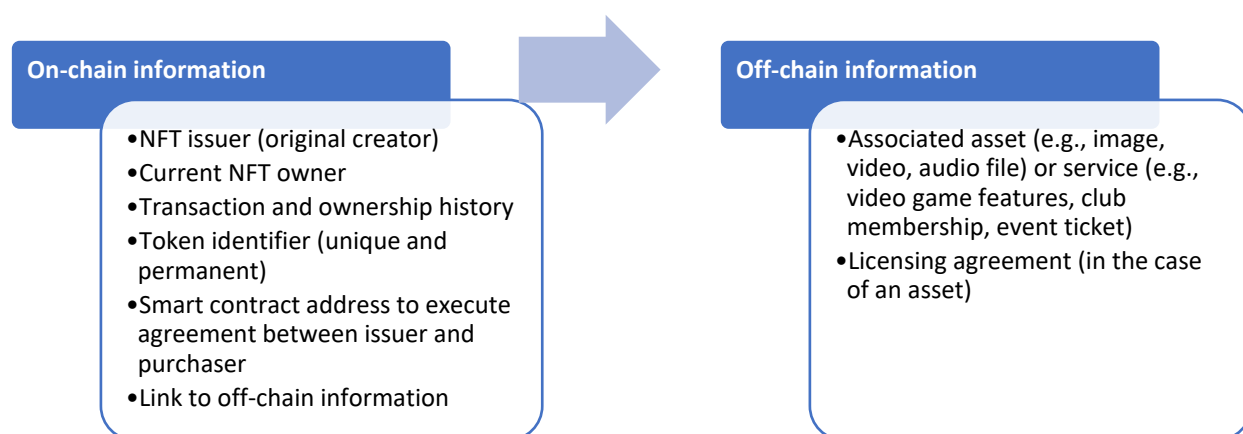 On-chain information
•NFT issuer (original creator)
•Current NFT owner
•Transaction and ownership history
•Token identifier (unique and
permanent)
•Smart contract address to execute
agreement between issuer and
purchaser
•Link to off-chain information
Off-chain information
•Associated asset (e.g., image,
video, audio file) or service (e.g.,
video game features, club
membership, event ticket)
•Licensing agreement (in the case
of an asset)